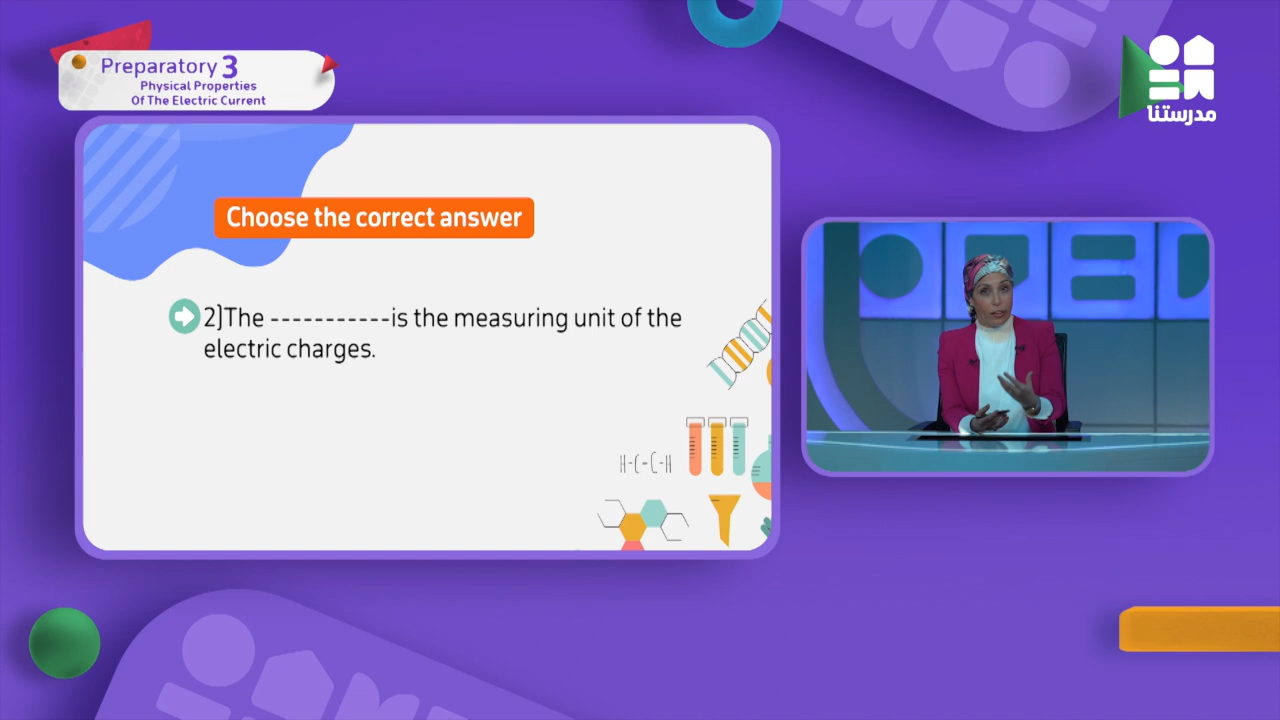 Preparatory 3
Physical Properties
Of The Electric Current
مدرستنا
Choose the correct answer
2]The -----------is the measuring unit of the
electric charges.
H-C=C-H